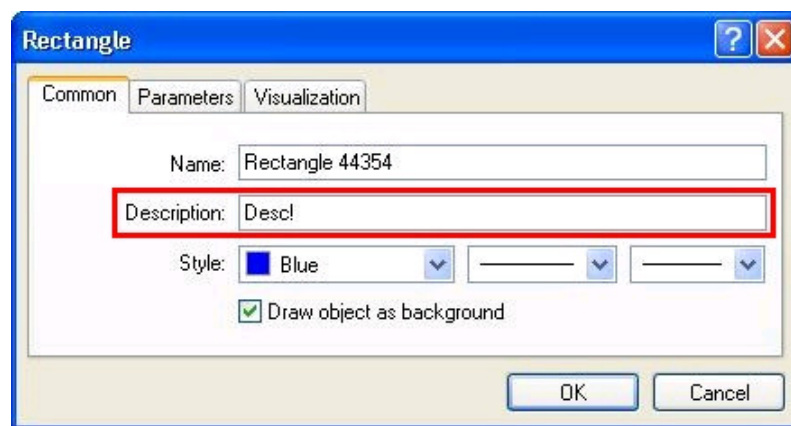 Rectangle
Common Parameters Visualization
Name: Rectangle 44354
Description: Desc!
Style: Blue
Draw object as background
OK Cancel